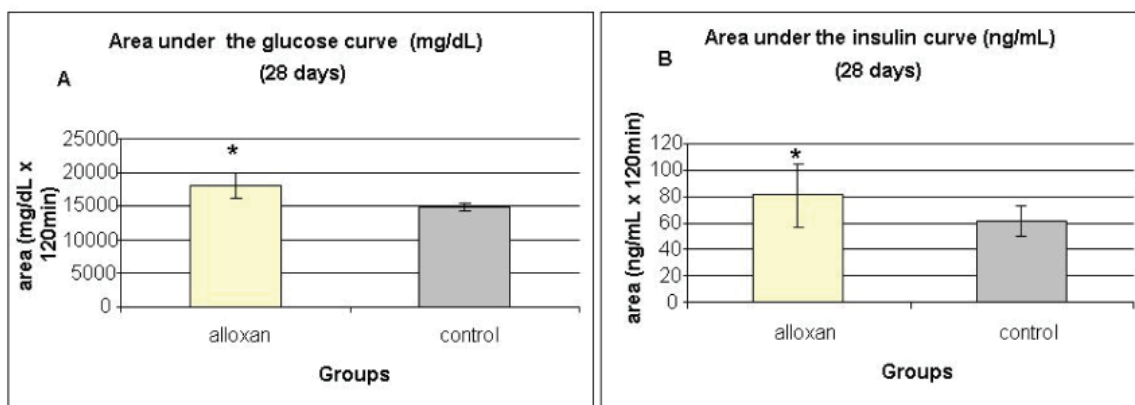 Area under the glucose curve (mg/dL)
(28 days)
A
area (mg/dL x
120min)
25000
20000
15000
10000
5000
0
*
alloxan
control
Groups
Area under the insulin curve (ng/mL)
(28 days)
B
area (ng/mL x 120min)
120
100
80
60
40
20
0
*
alloxan
control
Groups